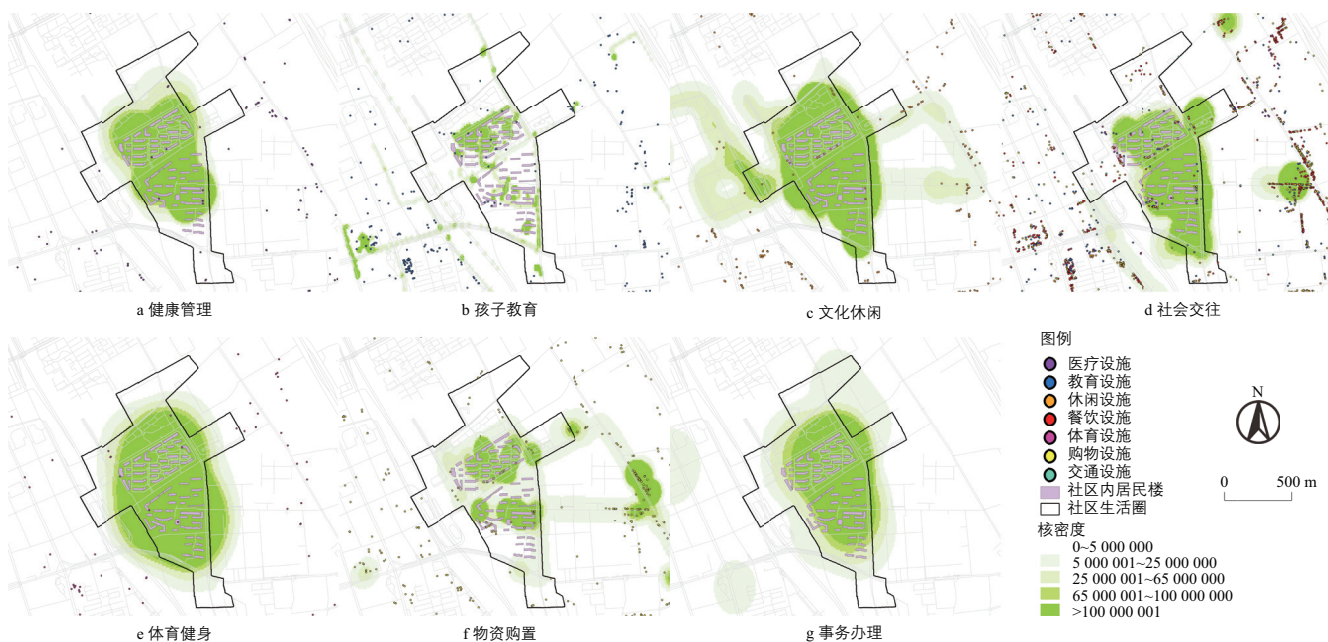 a 健康管理
b 孩子教育
c 文化休闲
d 社会交往
图例
医疗设施
教育设施
休闲设施
餐饮设施
体育设施
购物设施
交通设施
社区内居民楼
社区生活圈
核密度
0~5 000 000
5 000 001~25 000 000
25 000 001~65 000 000
65 000 001~100 000 000
>100 000 001
N
0 500 m
e 体育健身
f 物资购置
g 事务办理